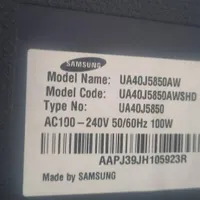 SAMSUNG
Model Name: UA40J5850AW
Model Code: UA40J5850AWSHD
Type No: UA40J5850
AC100-240V 50/60Hz 100W
AAPJ39JH105923R
Made by SAMSUNG